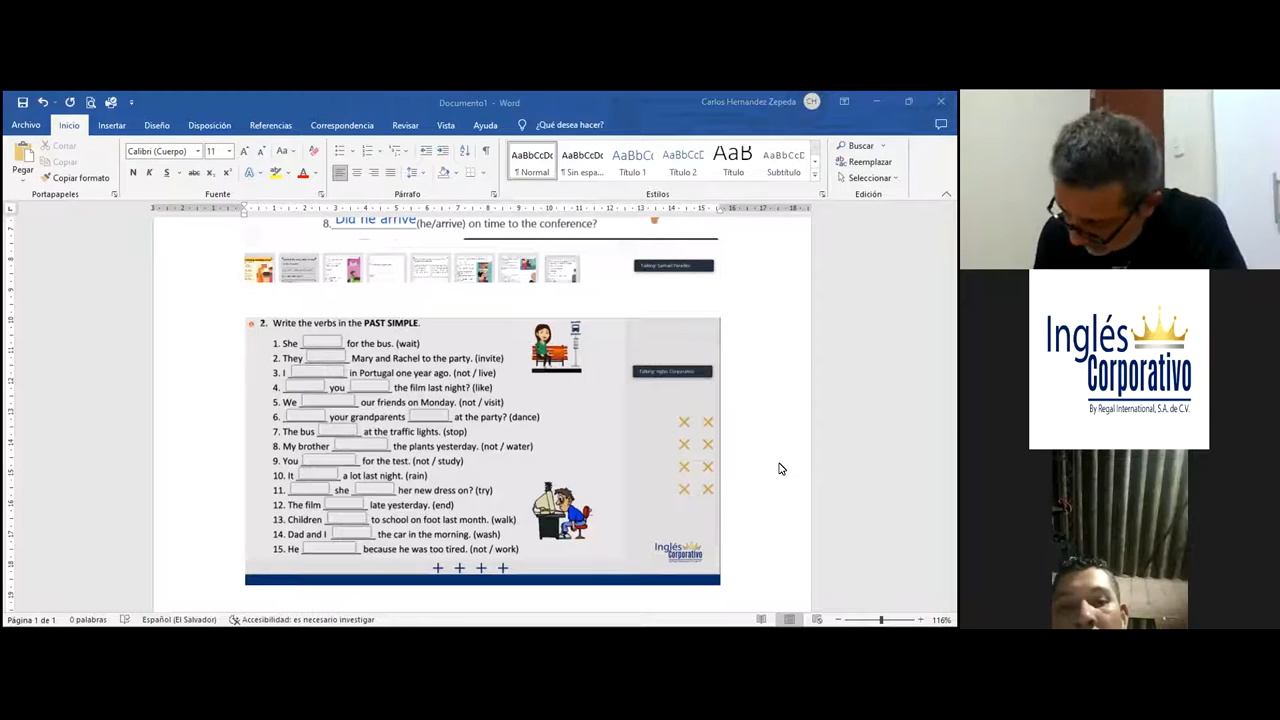 Documento1 - Word
Carlos Hernandez Zepeda
CH
Archivo
Inicio
Insertar
Diseño
Disposición
Referencias
Correspondencia
Revisar
Vista
Ayuda
¿Qué desea hacer?
Pegar
Cortar
Copiar
Copiar formato
Portapapeles
Calibri (Cuerpo)
11
Fuente
Párrafo
AaBbCcDc
¶ Normal
AaBbCcDc
¶ Sin espa...
AaBbCc
Título 1
AaBbCcD
Título 2
AaB
Título
AaBbCcD
Subtítulo
Estilos
Buscar
Reemplazar
Seleccionar
Edición
8. Did he arrive (he/arrive) on time to the conference?
2. Write the verbs in the PAST SIMPLE.
1. She for the bus. (wait)
2. They Mary and Rachel to the party. (invite)
3. I in Portugal one year ago. (not / live)
4. you the film last night? (like)
5. We our friends on Monday. (not / visit)
6. your grandparents at the party? (dance)
7. The bus at the traffic lights. (stop)
8. My brother the plants yesterday. (not / water)
9. You for the test. (not / study)
10. It a lot last night. (rain)
11. she her new dress on? (try)
12. The film late yesterday. (end)
13. Children to school on foot last month. (walk)
14. Dad and I the car in the morning. (wash)
15. He because he was too tired. (not / work)
Talking: Inglés Corporativo
Inglés
Corporativo
Página 1 de 1
0 palabras
Español (El Salvador)
Accesibilidad: es necesario investigar
116%
Inglés
Corporativo
By Regal International, S.A. de C.V.